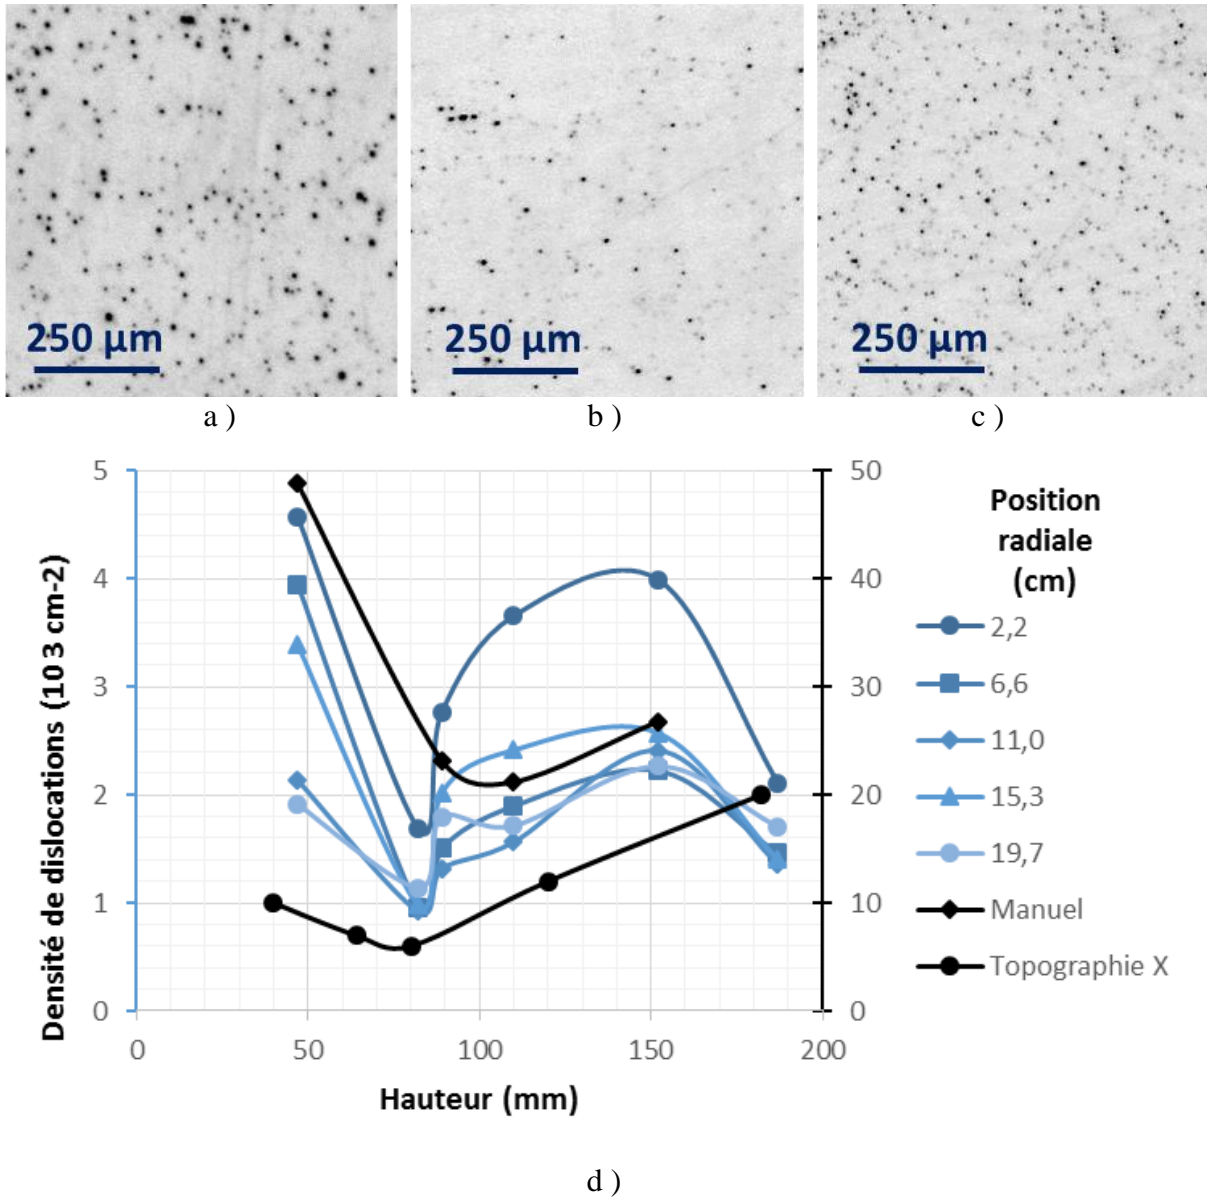 250 µm
250 µm
250 µm
a )
b )
c )
5
4
3
2
1
0
50
40
30
20
10
0
0
50
100
150
200
Densité de dislocations (10 3 cm-2)
Hauteur (mm)
Position
radiale
(cm)
2,2
6,6
11,0
15,3
19,7
Manuel
Topographie X
d )